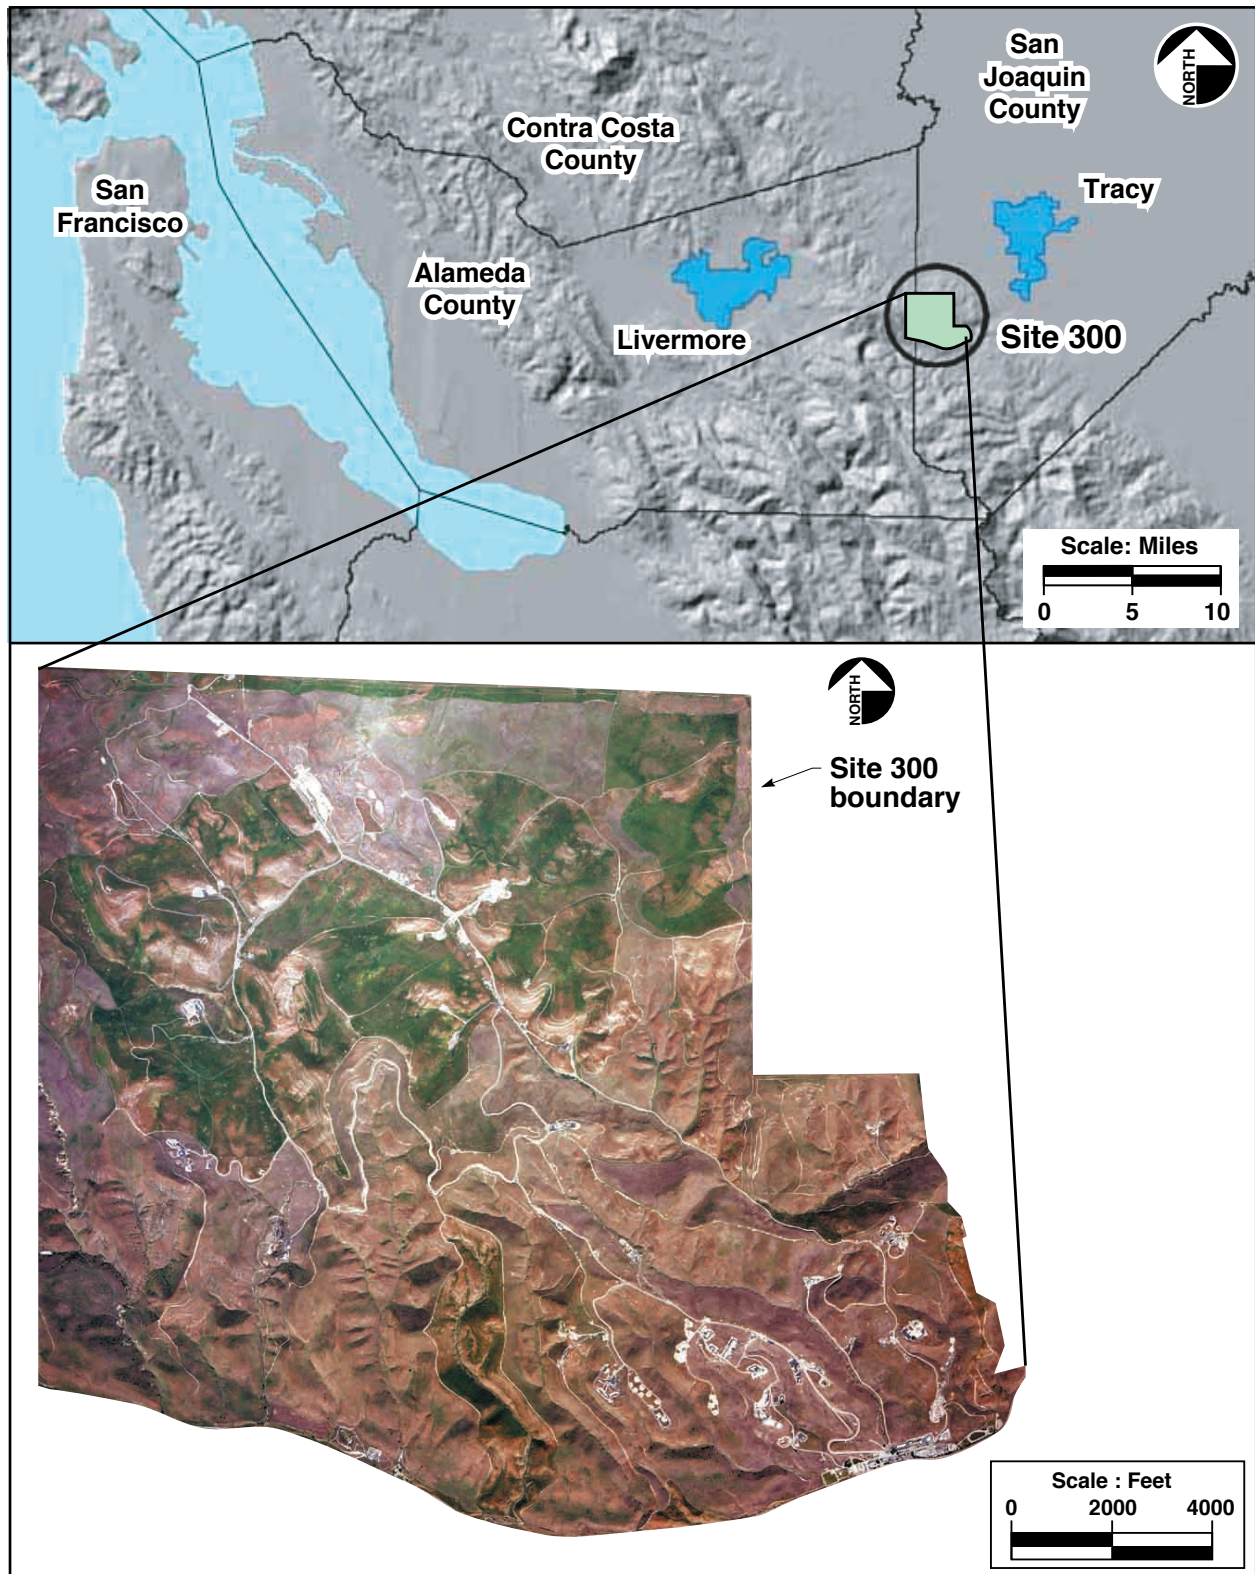 San
Joaquin
County
NORTH
Contra Costa
County
San
Francisco
Tracy
Alameda
County
Livermore
Site 300
Scale: Miles
0 5 10
NORTH
Site 300
boundary
Scale : Feet
0 2000 4000